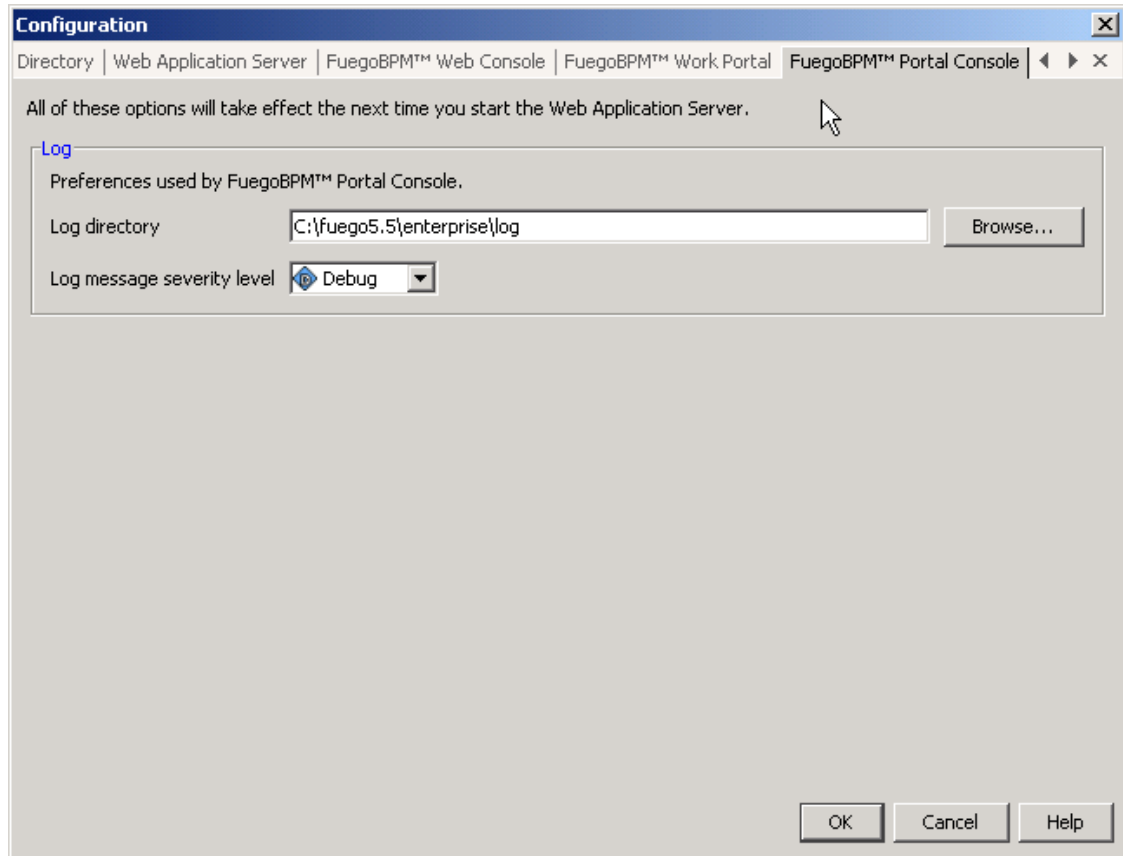 Configuration
Directory | Web Application Server | FuegoBPM™ Web Console | FuegoBPM™ Work Portal | FuegoBPM™ Portal Console
All of these options will take effect the next time you start the Web Application Server.
Log
Preferences used by FuegoBPM™ Portal Console.
Log directory C:\fuego5.5\enterprise\log Browse...
Log message severity level Debug
OK Cancel Help